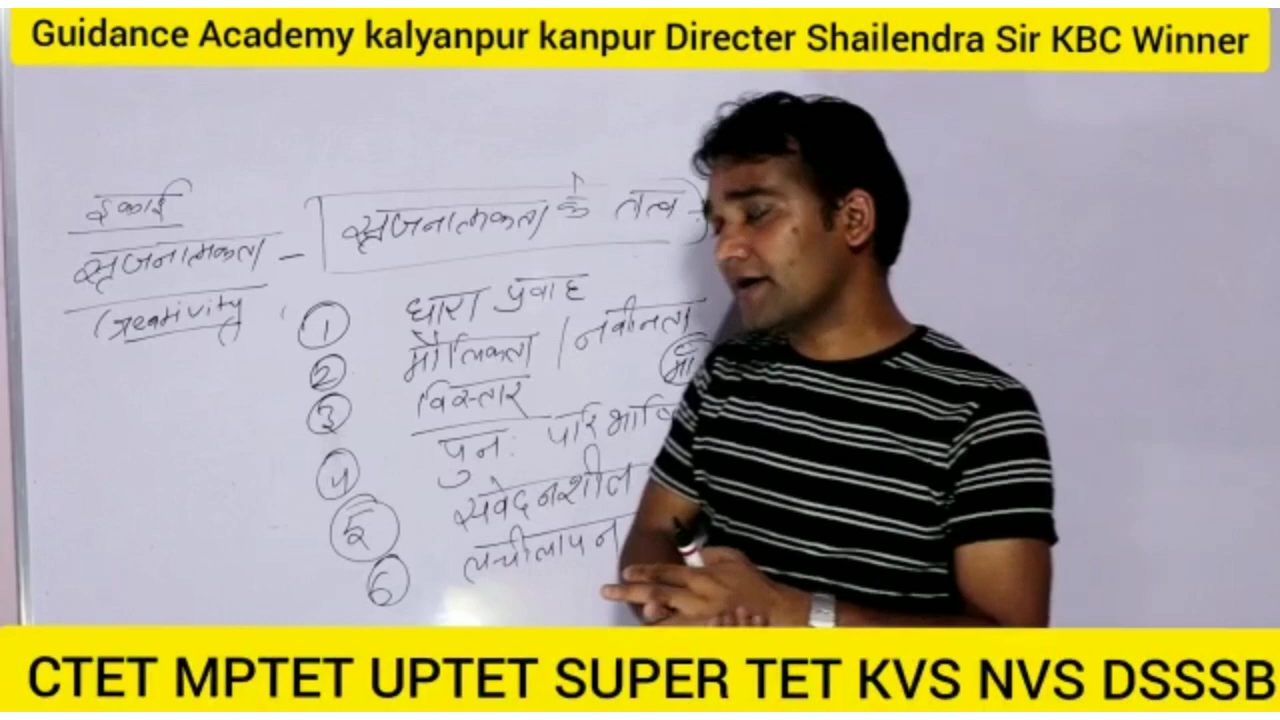 Guidance Academy kalyanpur kanpur Directer Shailendra Sir KBC Winner
इकाई
सृजनात्मकता - सृजनात्मकता के तत्व
Creativity
1 धारा प्रवाह
2 मौलिकता / नवीनता
3 विस्तार
4 पुन: परिभाषि
5 संवेदनशील
6 लचीलापन
CTET MPTET UPTET SUPER TET KVS NVS DSSSB